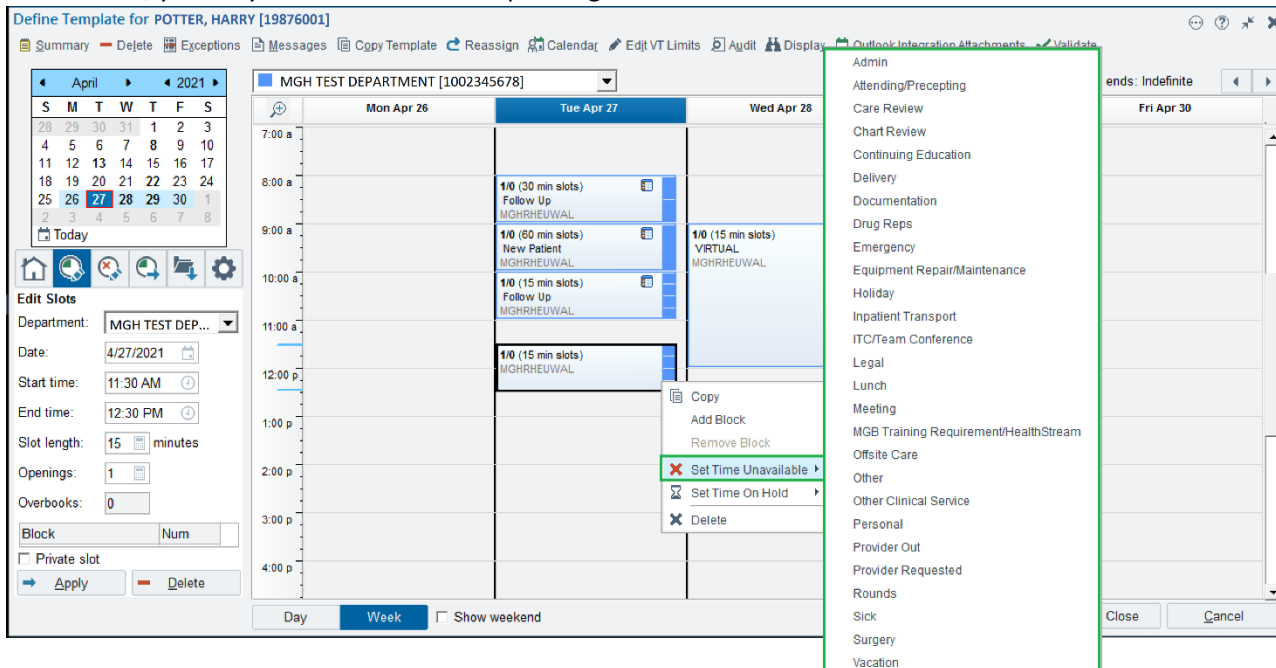 Define Template for POTTER, HARRY [19876001]
Summary Delete Exceptions Messages Copy Template Reassign Calendar Edit VT Limits Audit Display Outlook Integration Attachments Validate
April 2021
MGH TEST DEPARTMENT [1002345678]
ends: Indefinite
S M T W T F S
28 29 30 31 1 2 3
4 5 6 7 8 9 10
11 12 13 14 15 16 17
18 19 20 21 22 23 24
25 26 27 28 29 30 1
2 3 4 5 6 7 8
Today
Edit Slots
Department: MGH TEST DEP...
Date: 4/27/2021
Start time: 11:30 AM
End time: 12:30 PM
Slot length: 15 minutes
Openings: 1
Overbooks: 0
Block Num
Private slot
Apply Delete
Mon Apr 26 Tue Apr 27 Wed Apr 28 Fri Apr 30
7:00 a
8:00 a
9:00 a
10:00 a
11:00 a
12:00 p
1:00 p
2:00 p
3:00 p
4:00 p
1/0 (30 min slots)
Follow Up
MGHRHEUWAL
1/0 (60 min slots)
New Patient
MGHRHEUWAL
1/0 (15 min slots)
Follow Up
MGHRHEUWAL
1/0 (15 min slots)
MGHRHEUWAL
1/0 (15 min slots)
VIRTUAL
MGHRHEUWAL
Copy
Add Block
Remove Block
Set Time Unavailable
Set Time On Hold
Delete
Admin
Attending/Precepting
Care Review
Chart Review
Continuing Education
Delivery
Documentation
Drug Reps
Emergency
Equipment Repair/Maintenance
Holiday
Inpatient Transport
ITC/Team Conference
Legal
Lunch
Meeting
MGB Training Requirement/HealthStream
Offsite Care
Other
Other Clinical Service
Personal
Provider Out
Provider Requested
Rounds
Sick
Surgery
Vacation
Day Week Show weekend
Close Cancel